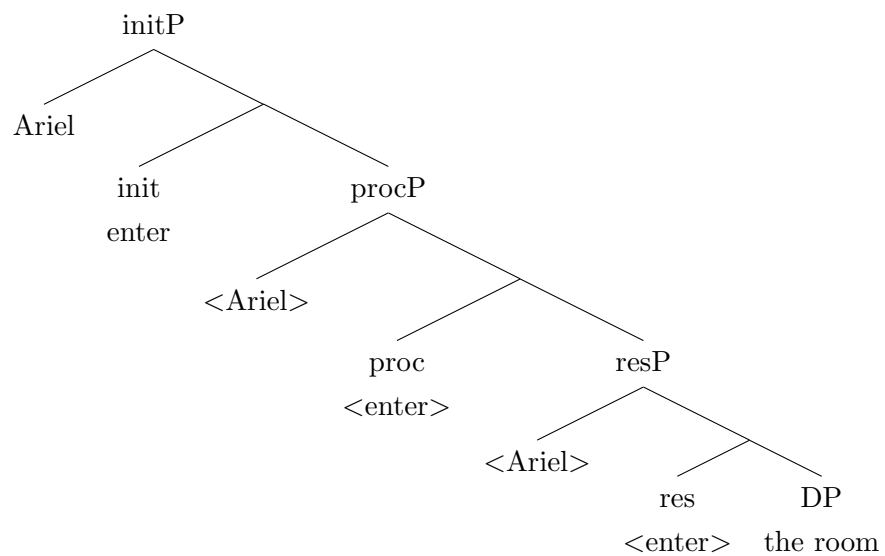 initP
Ariel
init
procP
enter
<Ariel>
proc
resP
<enter>
<Ariel>
res
DP
<enter>
the room